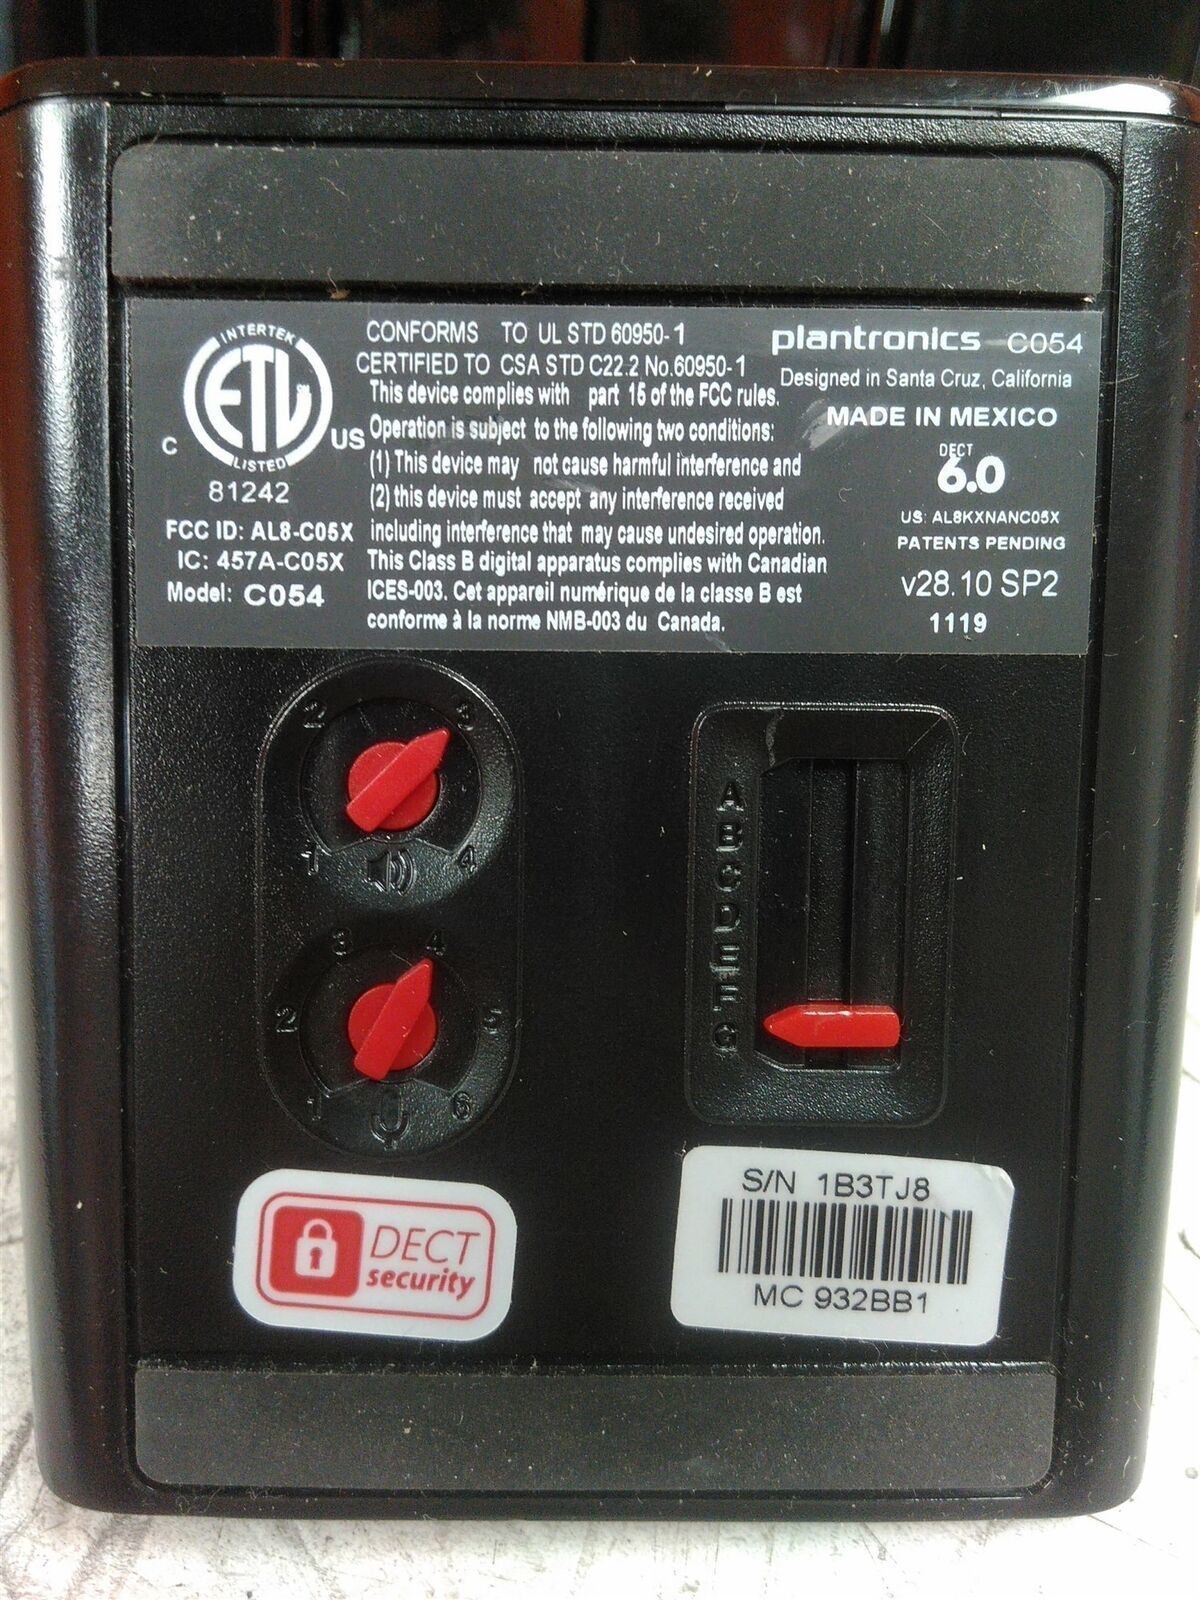 INTERTEK
ETL
LISTED
C US
81242
FCC ID: AL8-C05X
IC: 457A-C05X
Model: C054
CONFORMS TO UL STD 60950-1
CERTIFIED TO CSA STD C22.2 No.60950-1
This device complies with part 15 of the FCC rules.
Operation is subject to the following two conditions:
(1) This device may not cause harmful interference and
(2) this device must accept any interference received
including interference that may cause undesired operation.
This Class B digital apparatus complies with Canadian
ICES-003. Cet appareil numérique de la classe B est
conforme à la norme NMB-003 du Canada.
plantronics C054
Designed in Santa Cruz, California
MADE IN MEXICO
DECT
6.0
US: AL8KXNANC05X
PATENTS PENDING
v28.10 SP2
1119
2 3
1 4
3 4
2 5
1 6
A
B
C
D
E
F
G
DECT
security
S/N 1B3TJ8
MC 932BB1